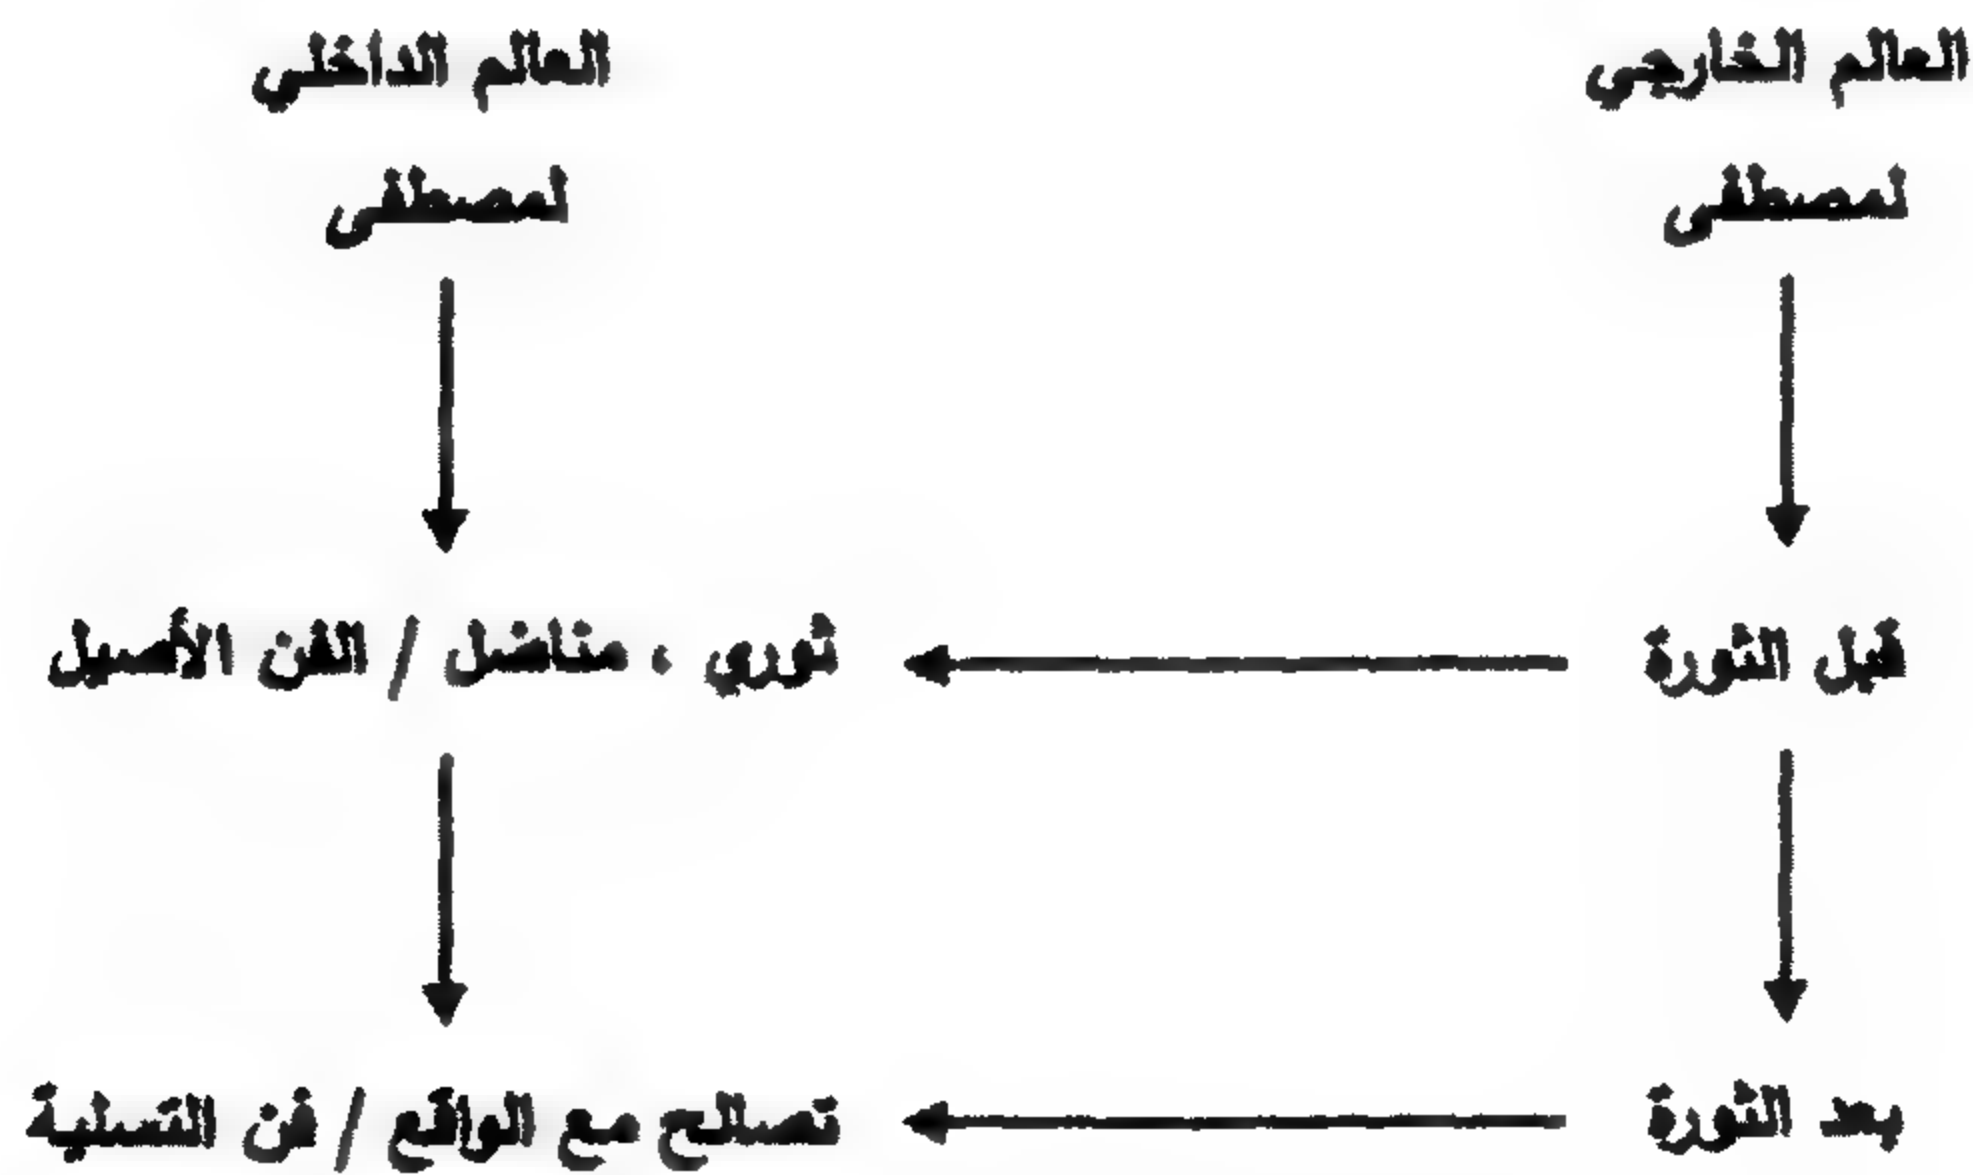 العالم الخارجي
لمصطفى
العالم الداخلي
لمصطفى
قبل الثورة
ثوري ، مناضل / الفن الأصيل
بعد الثورة
تصالح مع الواقع / فن التسلية